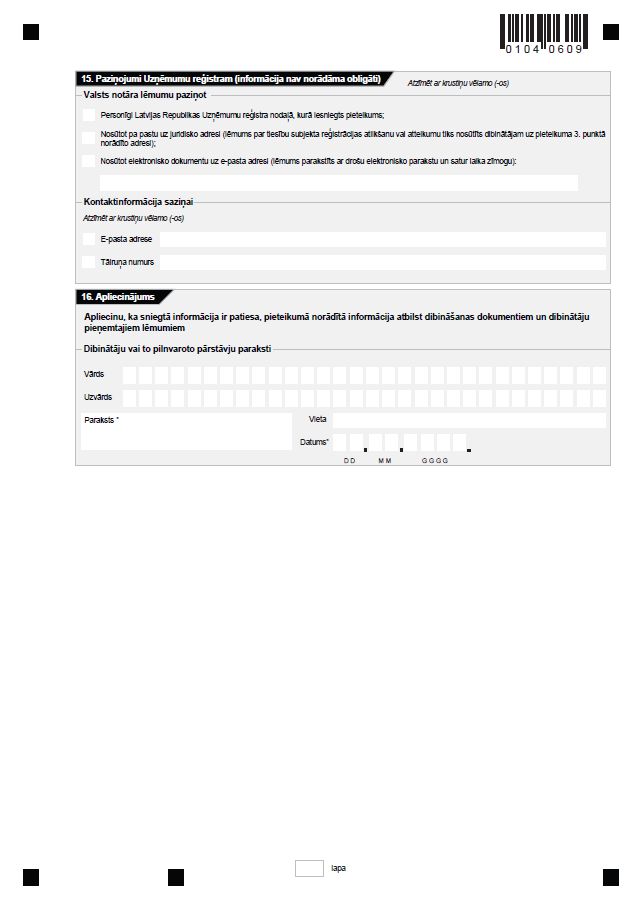 0104 0609
15. Paziņojumi Uzņēmumu reģistram (informācija nav norādāma obligāti)
Atzīmēt ar krustiņu vēlamo (-os)
Valsts notāra lēmumu paziņot
Personīgi Latvijas Republikas Uzņēmumu reģistra nodaļā, kurā iesniegts pieteikums;
Nosūtot pa pastu uz juridisko adresi (lēmums par tiesību subjekta reģistrācijas atlikšanu vai atteikumu tiks nosūtīts dibinātājam uz pieteikuma 3. punktā
norādīto adresi);
Nosūtot elektronisko dokumentu uz e-pasta adresi (lēmums parakstīts ar drošu elektronisko parakstu un satur laika zīmogu):
Kontaktinformācija saziņai
Atzīmēt ar krustiņu vēlamo (-os)
E-pasta adrese
Tālruņa numurs
16. Apliecinājums
Apliecinu, ka sniegtā informācija ir patiesa, pieteikumā norādītā informācija atbilst dibināšanas dokumentiem un dibinātāju
pieņemtajiem lēmumiem
Dibinātāju vai to pilnvaroto pārstāvju paraksti
Vārds
Uzvārds
Paraksts *
Vieta
Datums*
DD MM GGGG
lapa